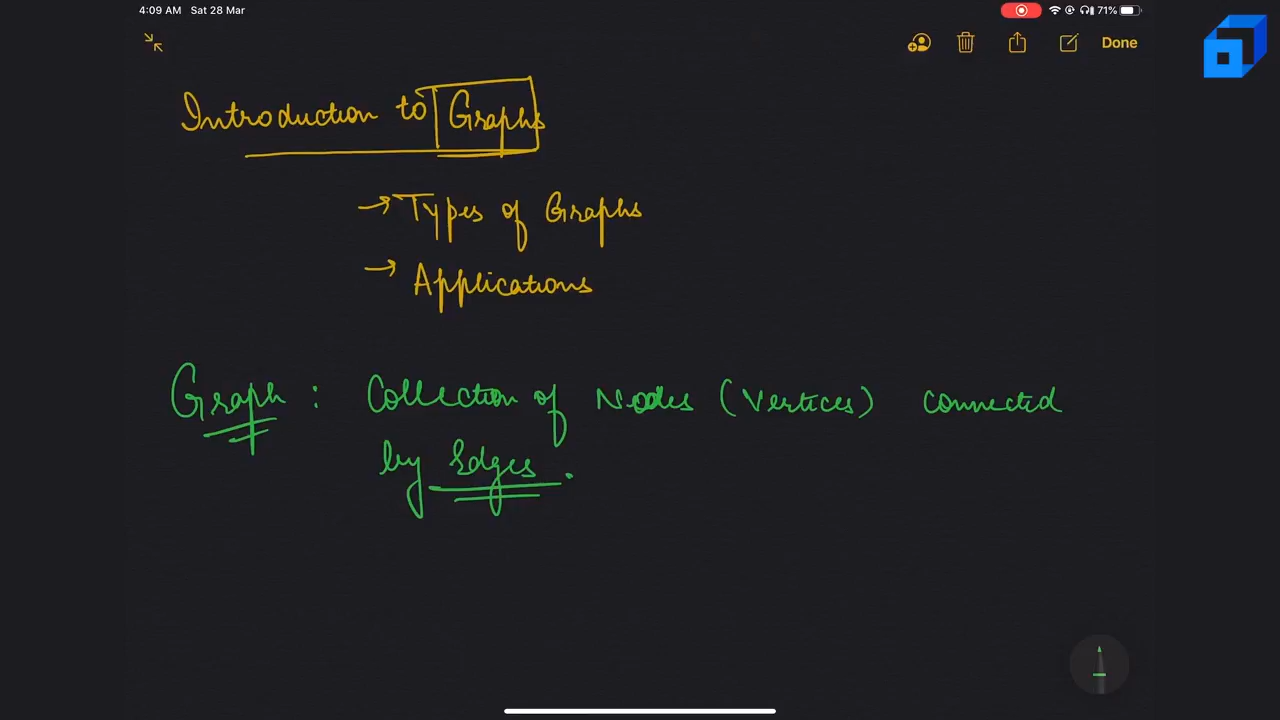 4:09 AM Sat 28 Mar
71%
Done
Introduction to Graphs
→ Types of Graphs
→ Applications
Graph : Collection of Nodes (Vertices) connected
by Edges.